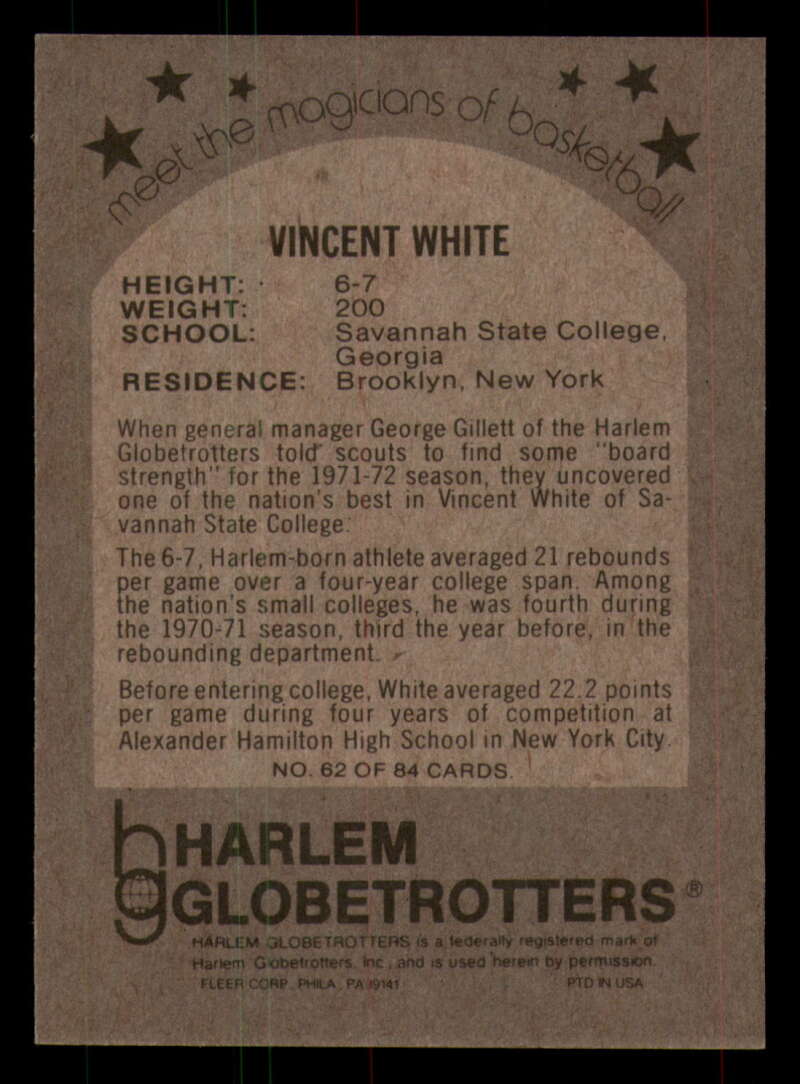 meet the magicians of basketball
VINCENT WHITE
HEIGHT: 6-7
WEIGHT: 200
SCHOOL: Savannah State College,
Georgia
RESIDENCE: Brooklyn, New York
When general manager George Gillett of the Harlem
Globetrotters told scouts to find some "board
strength" for the 1971-72 season, they uncovered
one of the nation's best in Vincent White of Sa-
vannah State College.
The 6-7, Harlem-born athlete averaged 21 rebounds
per game over a four-year college span. Among
the nation's small colleges, he was fourth during
the 1970-71 season, third the year before, in the
rebounding department.
Before entering college, White averaged 22.2 points
per game during four years of competition at
Alexander Hamilton High School in New York City.
NO. 62 OF 84 CARDS.
hg HARLEM
GLOBETROTTERS®
HARLEM GLOBETROTTERS is a federally registered mark of
Harlem Globetrotters, Inc., and is used herein by permission.
FLEER CORP., PHILA., PA 19141 PTD IN USA